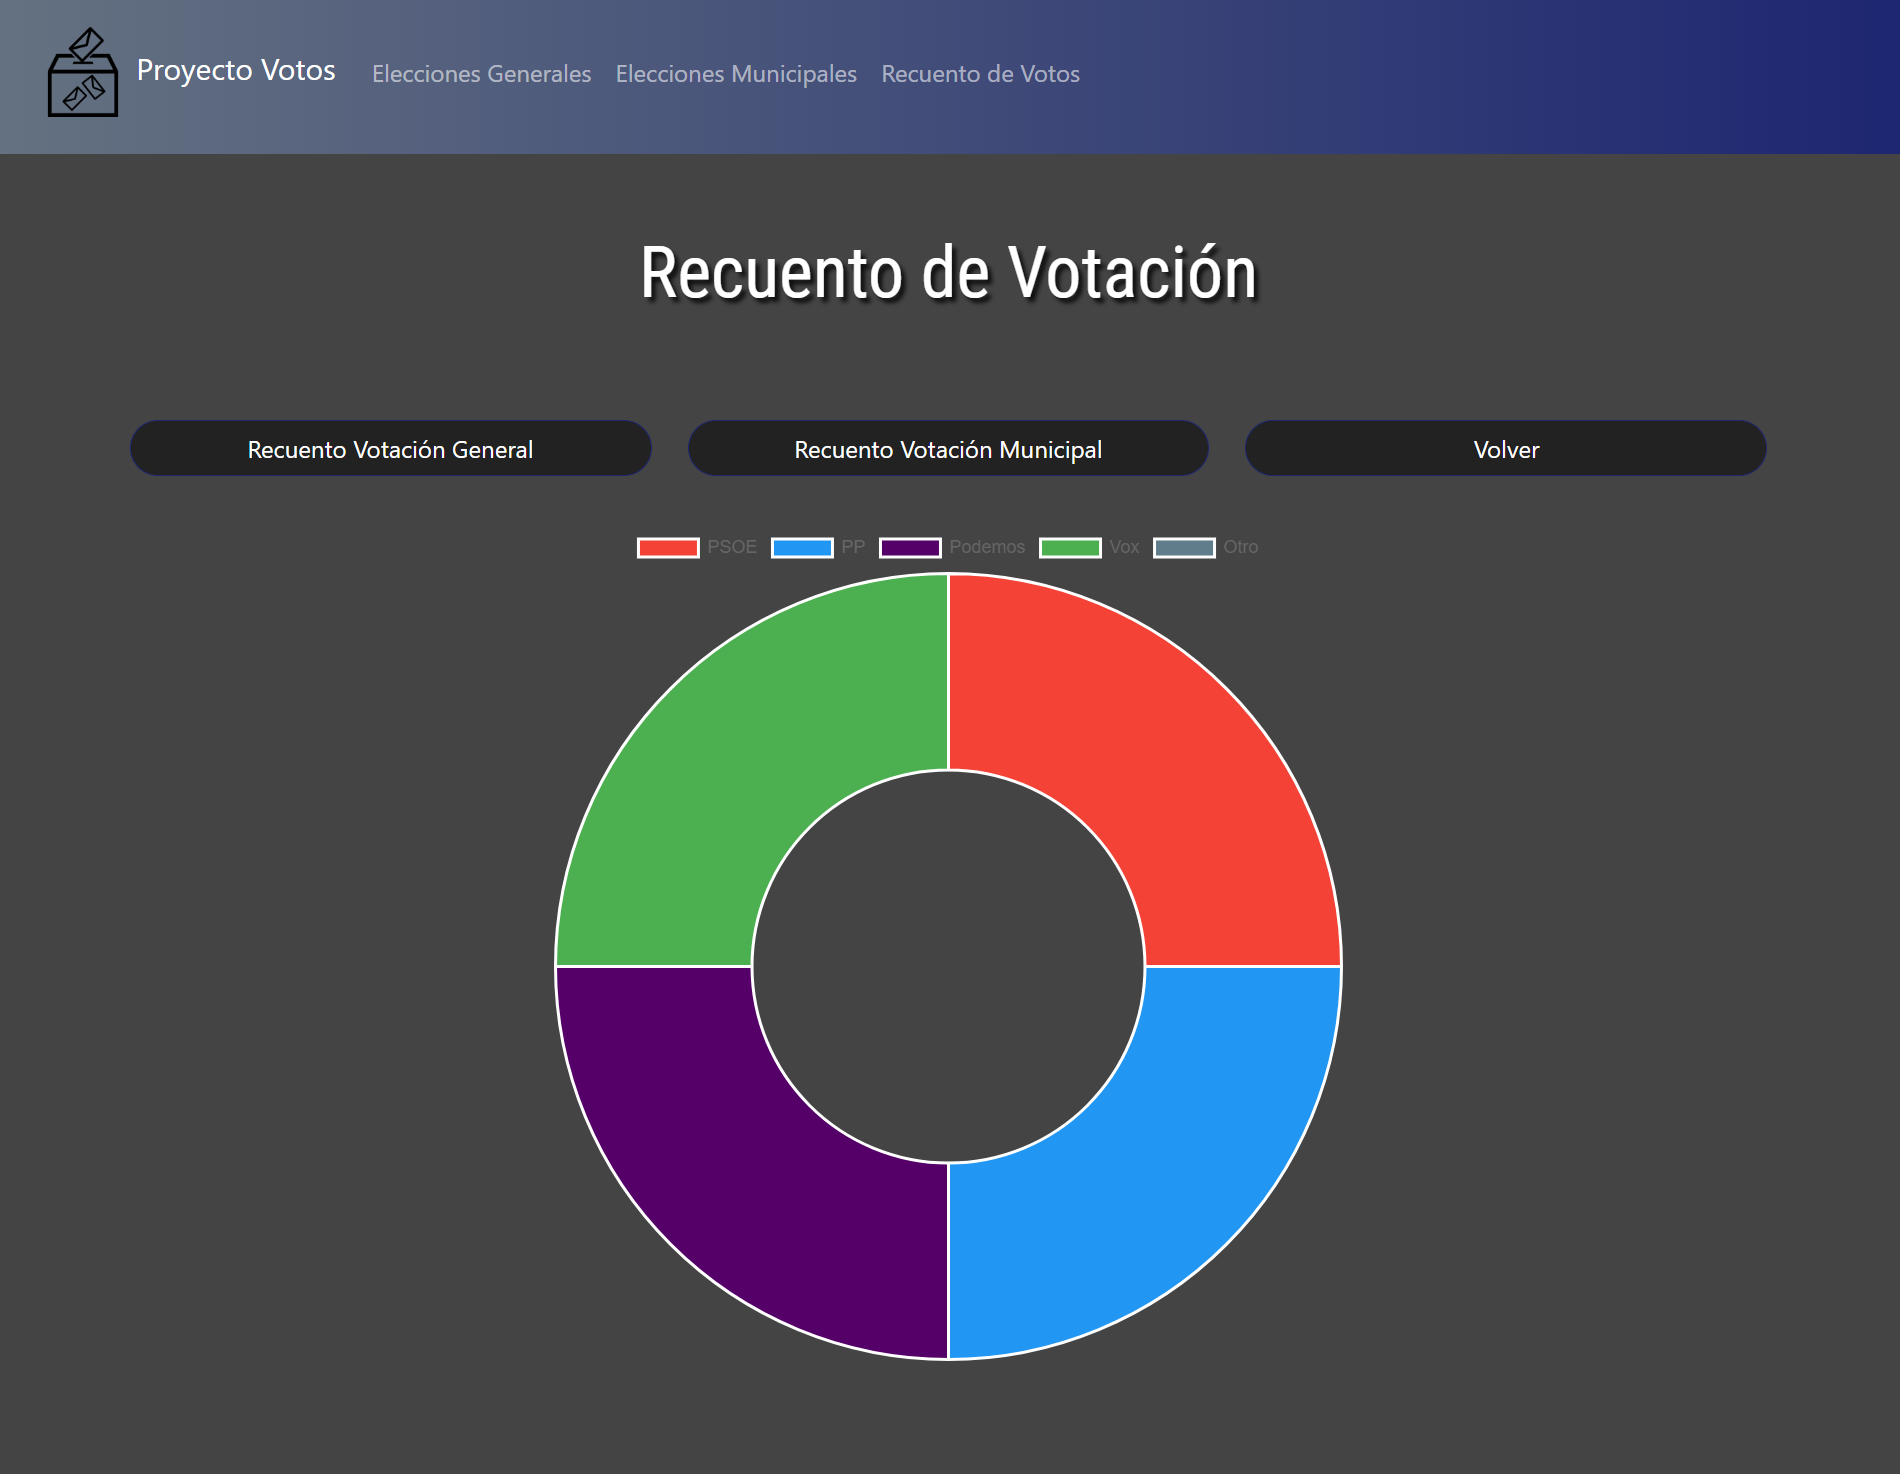 Proyecto Votos Elecciones Generales Elecciones Municipales Recuento de Votos
Recuento de Votación
Recuento Votación General Recuento Votación Municipal Volver
PSOE PP Podemos Vox Otro